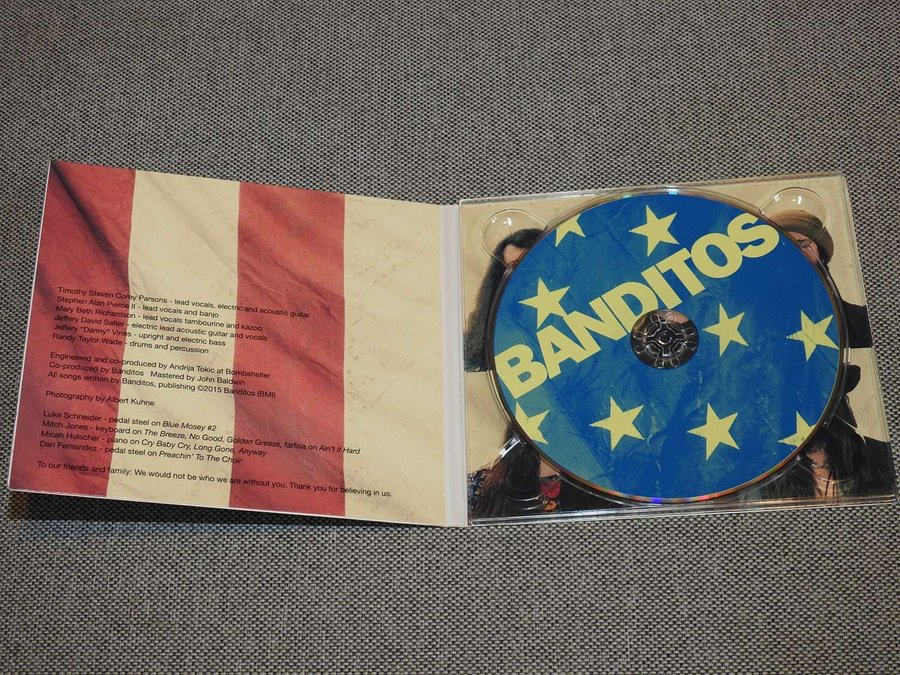 Timothy Steven Corey Parsons - lead vocals, electric and acoustic guitar
Stephen Alan Pierce II - lead vocals and banjo
Mary Beth Richardson - lead vocals tambourine and kazoo
Jeffery David Salter - electric lead acoustic guitar and vocals
Jeffery "Danny" Vines - upright and electric bass
Randy Taylor Wade - drums and percussion
Engineered and co-produced by Andrija Tokic at Bombshelter
Co-produced by Banditos Mastered by John Baldwin
All songs written by Banditos, publishing ©2015 Banditos (BMI)
Photography by Albert Kuhne
Luke Schneider - pedal steel on Blue Mosey #2
Mitch Jones - keyboard on The Breeze, No Good, Golden Grease, farfisa on Ain't it Hard
Micah Hulscher - piano on Cry Baby Cry, Long Gone, Anyway
Dan Fernandez - pedal steel on Preachin' To The Choir
To our friends and family: We would not be who we are without you. Thank you for believing in us.
BANDITOS